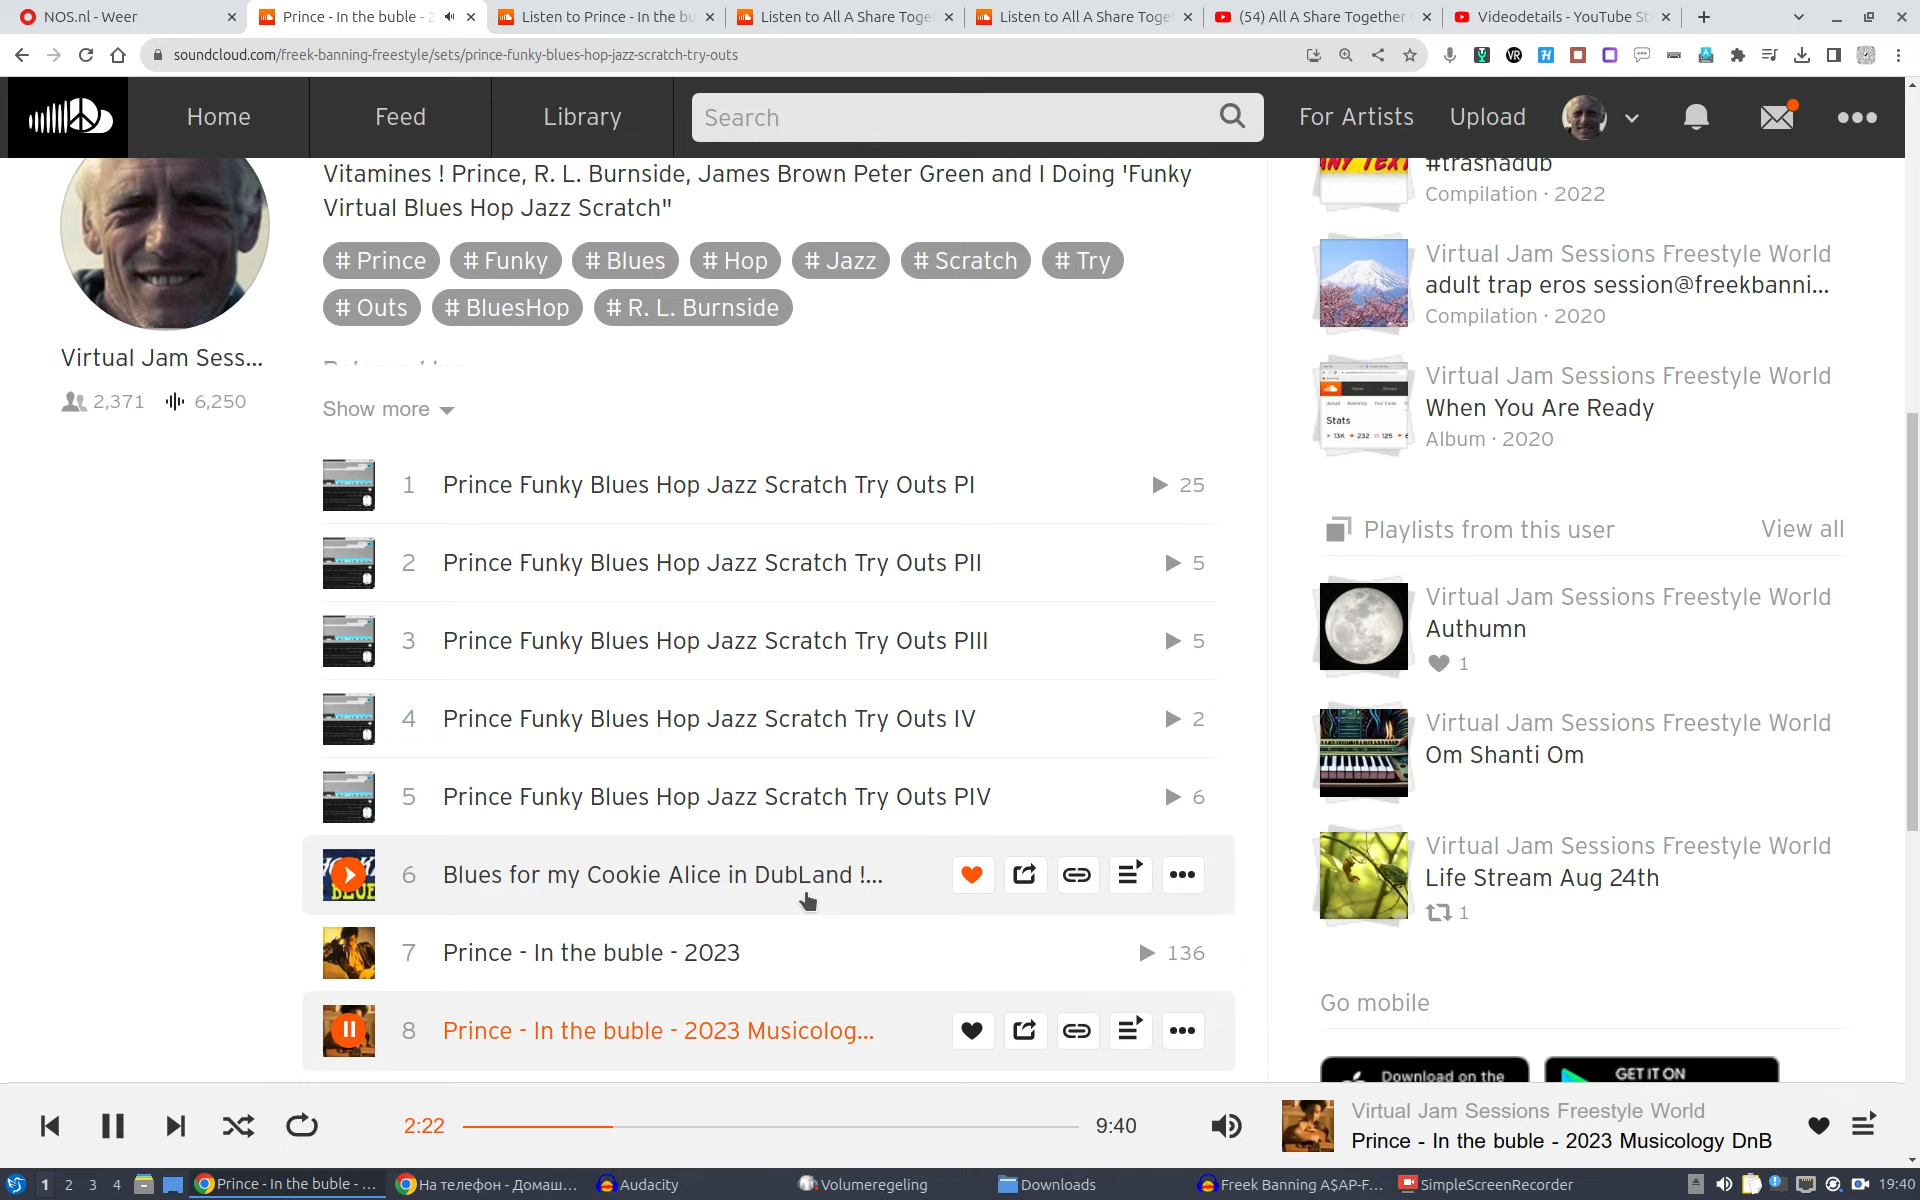 NOS.nl - Weer
Prince - In the buble - 2
Listen to Prince - In the bu
Listen to All A Share Toge
Listen to All A Share Toge
(54) All A Share Together
Videodetails - YouTube St
soundcloud.com/freek-banning-freestyle/sets/prince-funky-blues-hop-jazz-scratch-try-outs
Home
Feed
Library
Search
For Artists
Upload
Vitamines ! Prince, R. L. Burnside, James Brown Peter Green and I Doing 'Funky
Virtual Blues Hop Jazz Scratch"
# Prince
# Funky
# Blues
# Hop
# Jazz
# Scratch
# Try
# Outs
# BluesHop
# R. L. Burnside
Virtual Jam Sess...
2,371
6,250
Show more
1 Prince Funky Blues Hop Jazz Scratch Try Outs PI 25
2 Prince Funky Blues Hop Jazz Scratch Try Outs PII 5
3 Prince Funky Blues Hop Jazz Scratch Try Outs PIII 5
4 Prince Funky Blues Hop Jazz Scratch Try Outs IV 2
5 Prince Funky Blues Hop Jazz Scratch Try Outs PIV 6
6 Blues for my Cookie Alice in DubLand !...
7 Prince - In the buble - 2023 136
8 Prince - In the buble - 2023 Musicolog...
ANY TEXT
#trashadub
Compilation · 2022
Virtual Jam Sessions Freestyle World
adult trap eros session@freekbanni...
Compilation · 2020
Virtual Jam Sessions Freestyle World
When You Are Ready
Album · 2020
Stats
13K 232 125
Playlists from this user
View all
Virtual Jam Sessions Freestyle World
Authumn
1
Virtual Jam Sessions Freestyle World
Om Shanti Om
Virtual Jam Sessions Freestyle World
Life Stream Aug 24th
1
Go mobile
Download on the
GET IT ON
2:22
9:40
Virtual Jam Sessions Freestyle World
Prince - In the buble - 2023 Musicology DnB
1 2 3 4
Prince - In the buble - ...
На телефон - Домаш...
Audacity
Volumeregeling
Downloads
Freek Banning A$AP-F...
SimpleScreenRecorder
19:40